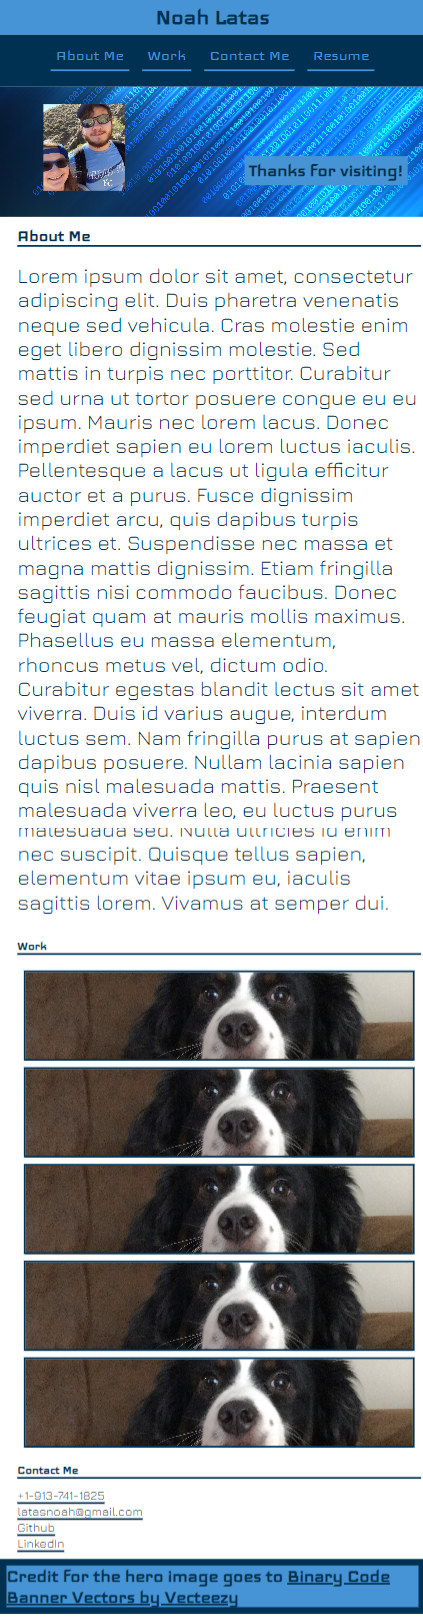 Noah Latas
About Me Work Contact Me Resume
Thanks for visiting!
About Me
Lorem ipsum dolor sit amet, consectetur
adipiscing elit. Duis pharetra venenatis
neque sed vehicula. Cras molestie enim
eget libero dignissim molestie. Sed
mattis in turpis nec porttitor. Curabitur
sed urna ut tortor posuere congue eu eu
ipsum. Mauris nec lorem lacus. Donec
imperdiet sapien eu lorem luctus iaculis.
Pellentesque a lacus ut ligula efficitur
auctor et a purus. Fusce dignissim
imperdiet arcu, quis dapibus turpis
ultrices et. Suspendisse nec massa et
magna mattis dignissim. Etiam fringilla
sagittis nisi commodo faucibus. Donec
feugiat quam at mauris mollis maximus.
Phasellus eu massa elementum,
rhoncus metus vel, dictum odio.
Curabitur egestas blandit lectus sit amet
viverra. Duis id varius augue, interdum
luctus sem. Nam fringilla purus at sapien
dapibus posuere. Nullam lacinia sapien
quis nisl malesuada mattis. Praesent
malesuada viverra leo, eu luctus purus
malesuada sed. Nulla ultricies id enim
nec suscipit. Quisque tellus sapien,
elementum vitae ipsum eu, iaculis
sagittis lorem. Vivamus at semper dui.
Work
Contact Me
+1-913-741-1825
latasnoah@gmail.com
Github
LinkedIn
Credit for the hero image goes to Binary Code
Banner Vectors by Vecteezy